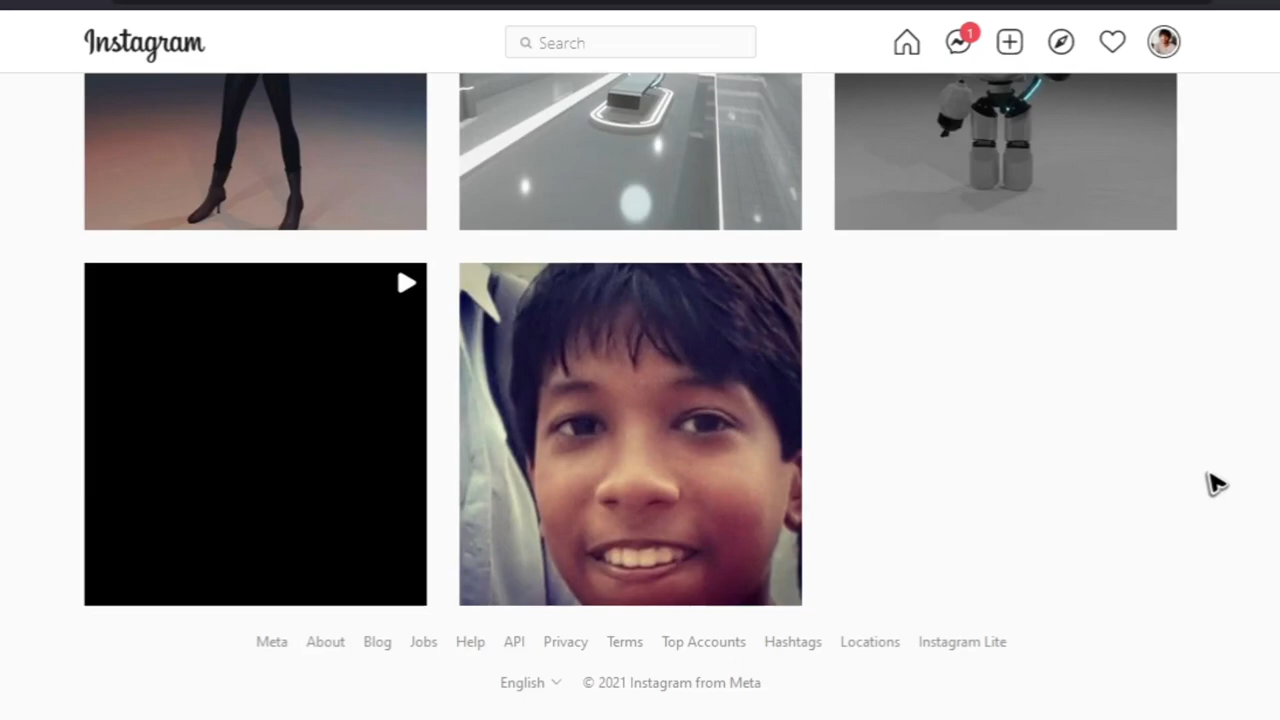 Instagram
Search
1
Meta About Blog Jobs Help API Privacy Terms Top Accounts Hashtags Locations Instagram Lite
English © 2021 Instagram from Meta